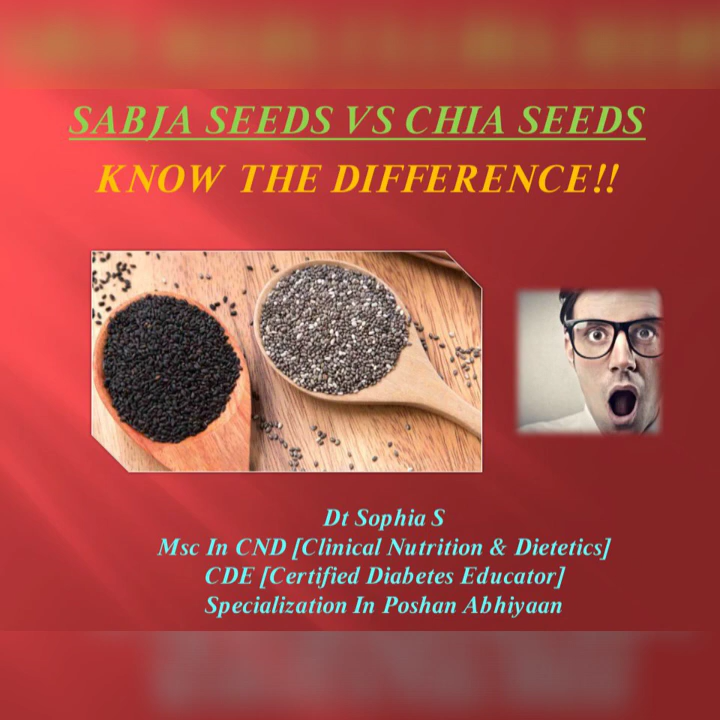 SABJA SEEDS VS CHIA SEEDS
KNOW THE DIFFERENCE!!
Dt Sophia S
Msc In CND [Clinical Nutrition & Dietetics]
CDE [Certified Diabetes Educator]
Specialization In Poshan Abhiyaan